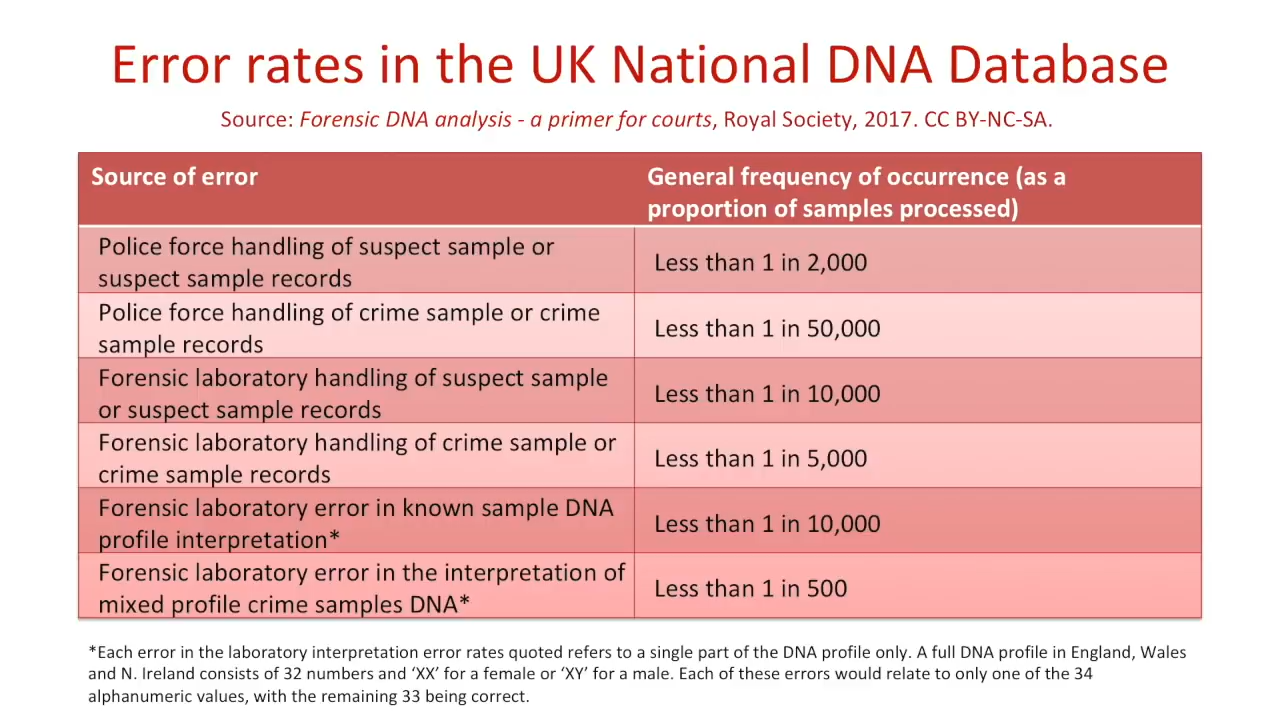 Error rates in the UK National DNA Database
Source: Forensic DNA analysis - a primer for courts, Royal Society, 2017. CC BY-NC-SA.
Source of error
General frequency of occurrence (as a
proportion of samples processed)
Police force handling of suspect sample or
suspect sample records
Less than 1 in 2,000
Police force handling of crime sample or crime
sample records
Less than 1 in 50,000
Forensic laboratory handling of suspect sample
or suspect sample records
Less than 1 in 10,000
Forensic laboratory handling of crime sample or
crime sample records
Less than 1 in 5,000
Forensic laboratory error in known sample DNA
profile interpretation*
Less than 1 in 10,000
Forensic laboratory error in the interpretation of
mixed profile crime samples DNA*
Less than 1 in 500
*Each error in the laboratory interpretation error rates quoted refers to a single part of the DNA profile only. A full DNA profile in England, Wales
and N. Ireland consists of 32 numbers and ‘XX’ for a female or ‘XY’ for a male. Each of these errors would relate to only one of the 34
alphanumeric values, with the remaining 33 being correct.